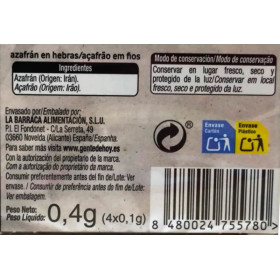 azafrán en hebras/açafrão em fios
Ingredientes
Azafrán (Origen: Irán).
Açafrão (Origem: Irão).
Modo de conservación/Modo de conservação
Conservar en lugar fresco, seco y protegido de la luz./Conservar em local fresco, seco e protegido da luz.
Envasado por/Embalado por:
LA BARRACA ALIMENTACIÓN, S.L.U.
P.I. El Fondonet - C/La Serreta, 49
03660 Novelda (Alicante) España/Espanha
Para saber más visita www.gentedehoy.es
Con la autorización del propietario de la marca.
Com a autorização do proprietário da marca.
Consumir preferentemente antes del fin de/Lote: Ver envase.
/ Consumir de preferência antes do fim de/Lote:
Ver embalagem.
Envase
Cartón
Envase
Plástico
Peso Neto:
Peso Líquido:
0,4g (4x0,1g)
8 480024 755780 >